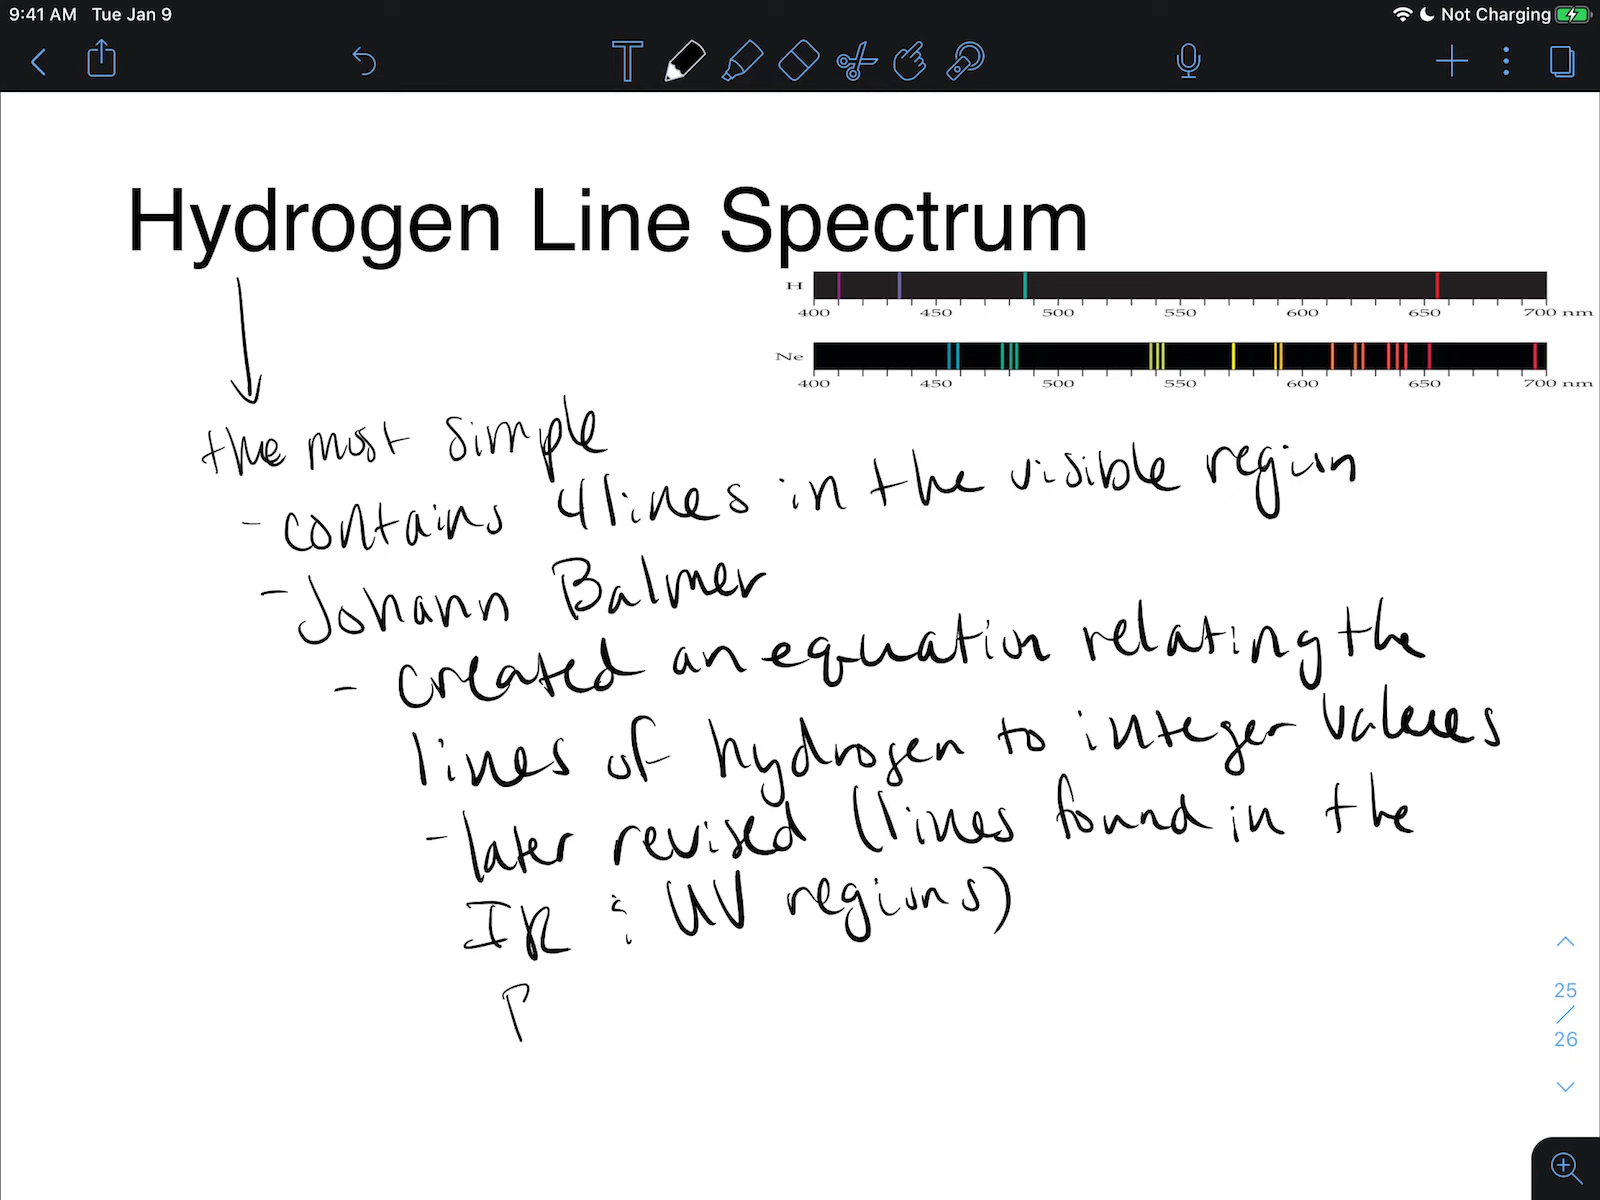 9:41 AM Tue Jan 9
Not Charging
Hydrogen Line Spectrum
H
400 450 500 550 600 650 700 nm
Ne
400 450 500 550 600 650 700 nm
the most simple
- contains 4 lines in the visible region
- Johann Balmer
- created an equation relating the
lines of hydrogen to integer values
- later revised (lines found in the
IR & UV regions)
25
/
26